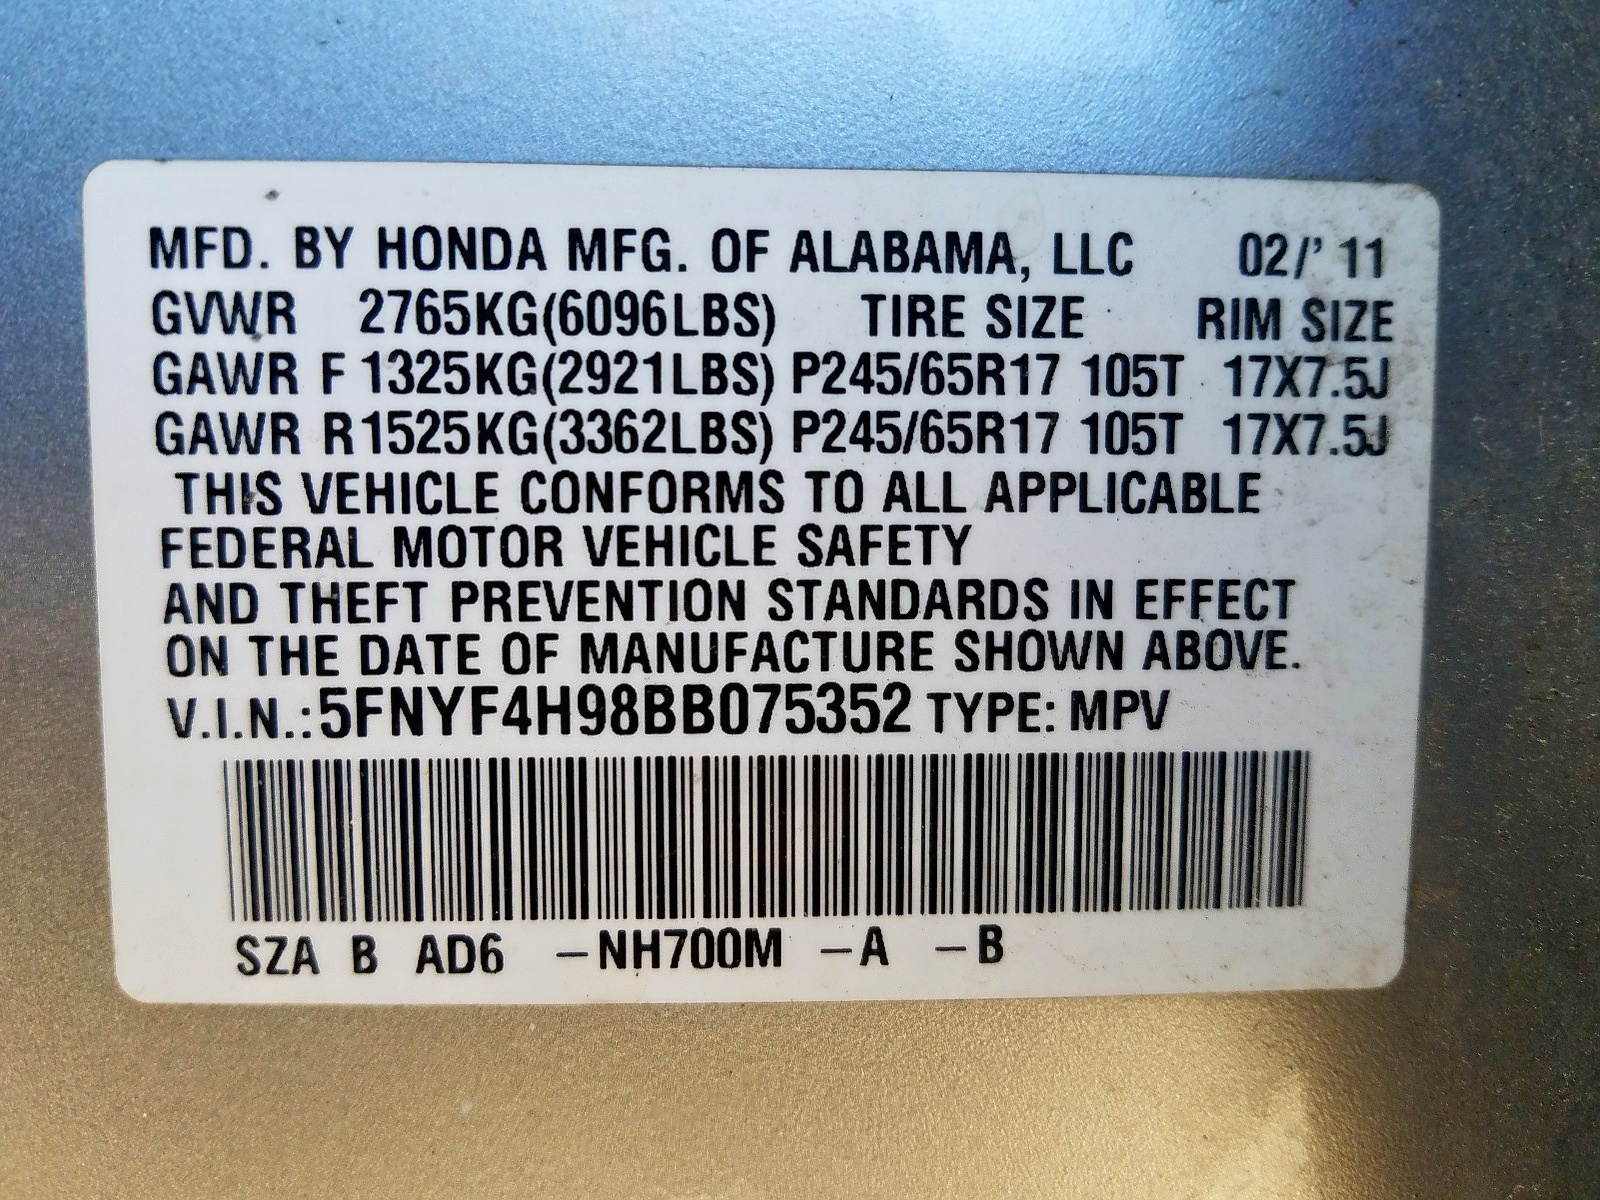 MFD. BY HONDA MFG. OF ALABAMA, LLC 02/' 11
GVWR 2765KG(6096LBS) TIRE SIZE RIM SIZE
GAWR F 1325KG(2921LBS) P245/65R17 105T 17X7.5J
GAWR R1525KG(3362LBS) P245/65R17 105T 17X7.5J
THIS VEHICLE CONFORMS TO ALL APPLICABLE
FEDERAL MOTOR VEHICLE SAFETY
AND THEFT PREVENTION STANDARDS IN EFFECT
ON THE DATE OF MANUFACTURE SHOWN ABOVE.
V.I.N.:5FNYF4H98BB075352 TYPE: MPV
SZA B AD6 –NH700M –A –B